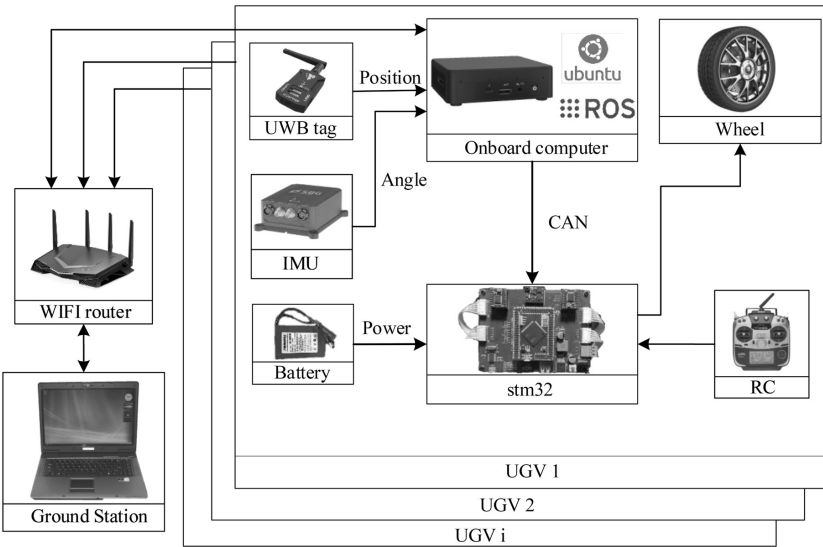 Position
UWB tag
ubuntu
ROS
Onboard computer
Wheel
Angle
IMU
CAN
WIFI router
Power
Battery
stm32
RC
Ground Station
UGV 1
UGV 2
UGV i